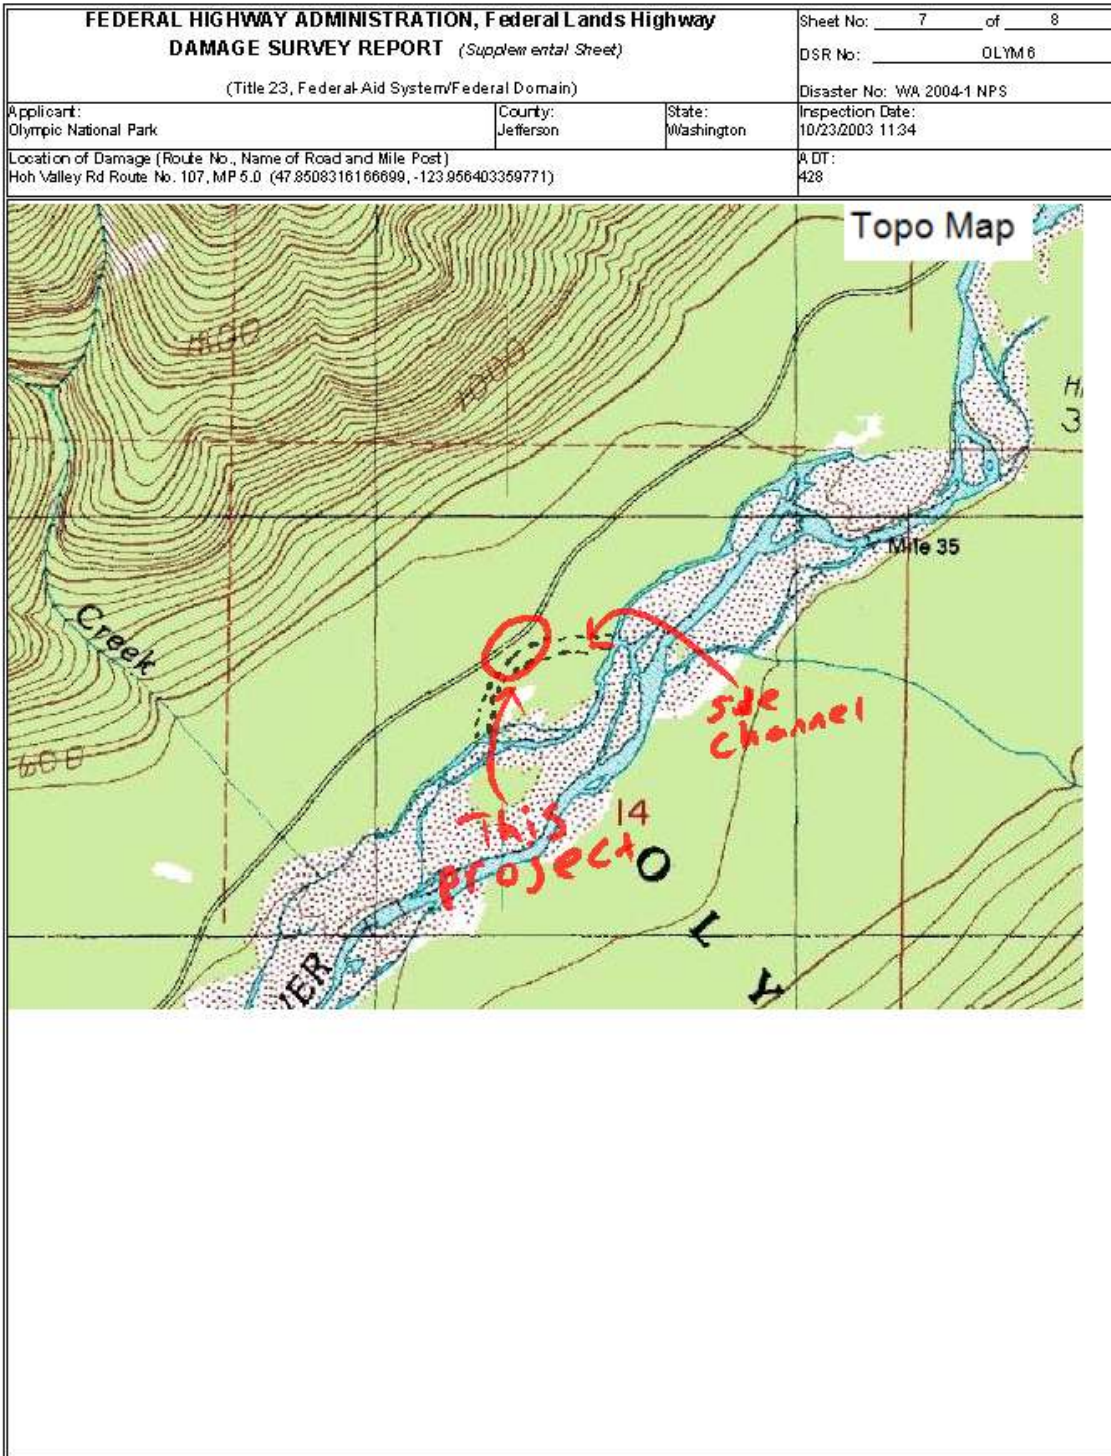 FEDERAL HIGHWAY ADMINISTRATION, Federal Lands Highway
DAMAGE SURVEY REPORT (Supplemental Sheet)
(Title 23, Federal-Aid System/Federal Domain)
Sheet No: 7 of 8
DSR No: OLYM 6
Disaster No: WA 2004-1 NPS
Applicant:
Olympic National Park
County:
Jefferson
State:
Washington
Inspection Date:
10/23/2003 11:34
Location of Damage (Route No., Name of Road and Mile Post)
Hoh Valley Rd Route No. 107, MP 5.0 (47.8508316166699, -123.956403359771)
ADT:
428
Topo Map
1000
Mile 35
Creek
side
channel
600
This
project
14
O
L
Y
VER